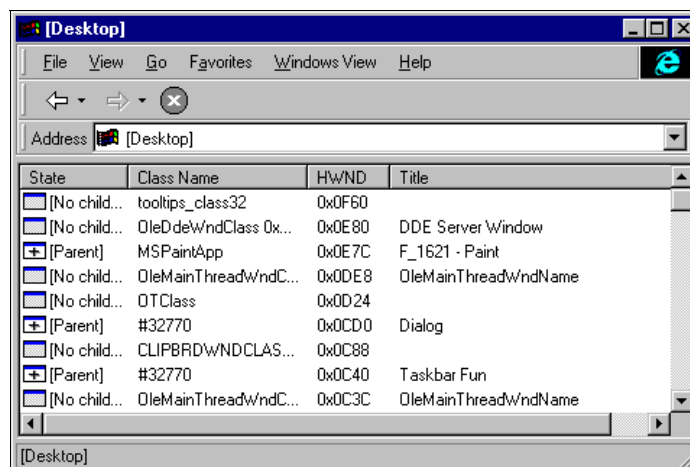 [Desktop]
File View Go Favorites Windows View Help
Address [Desktop]
State Class Name HWND Title
[No child... tooltips_class32 0x0F60
[No child... OleDdeWndClass 0x... 0x0E80 DDE Server Window
[Parent] MSPaintApp 0x0E7C F_1621 - Paint
[No child... OleMainThreadWndC... 0x0DE8 OleMainThreadWndName
[No child... OTClass 0x0D24
[Parent] #32770 0x0CD0 Dialog
[No child... CLIPBRDWNDCLAS... 0x0C88
[Parent] #32770 0x0C40 Taskbar Fun
[No child... OleMainThreadWndC... 0x0C3C OleMainThreadWndName
[Desktop]